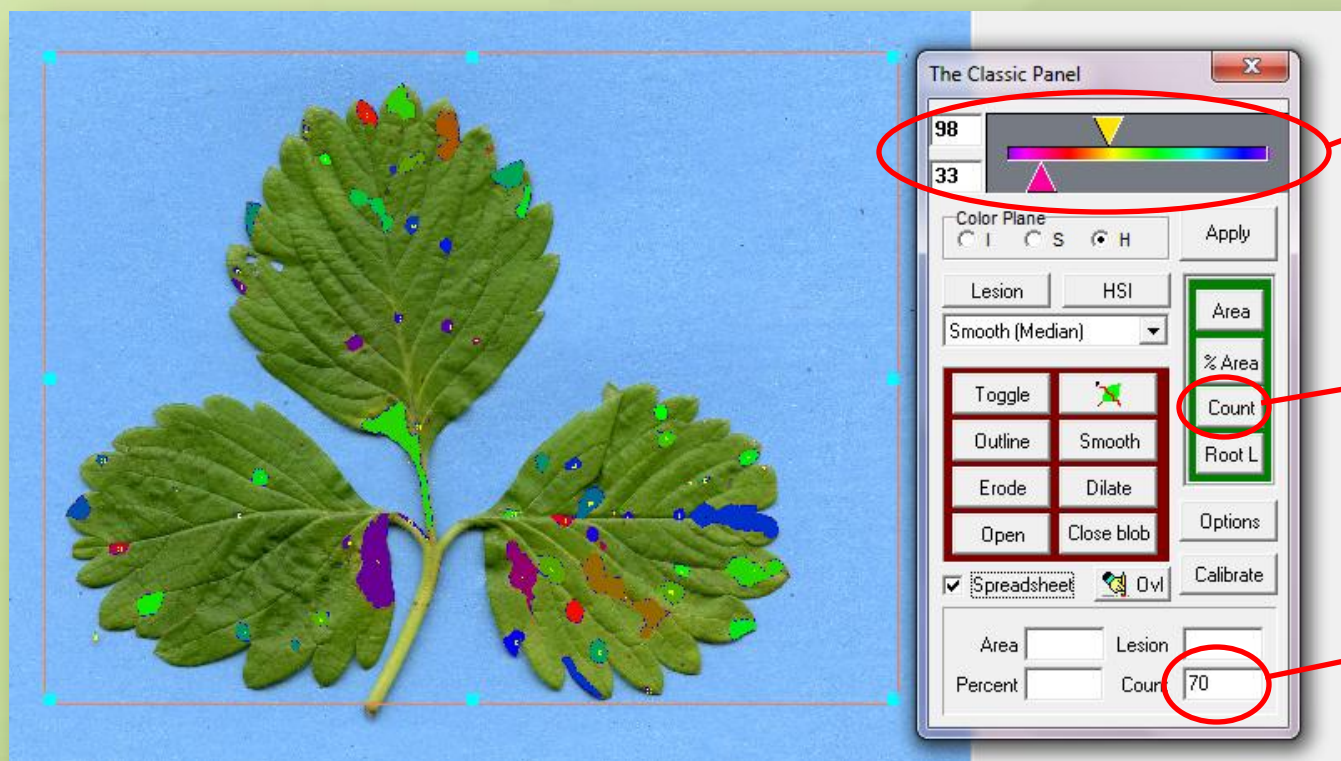 The Classic Panel
98
33
Color Plane
I S H
Apply
Lesion HSI
Smooth (Median)
Area
% Area
Count
Root L
Toggle
Outline Smooth
Erode Dilate
Open Close blob
Options
Calibrate
Spreadsheet Ovl
Area Lesion
Percent Count 70